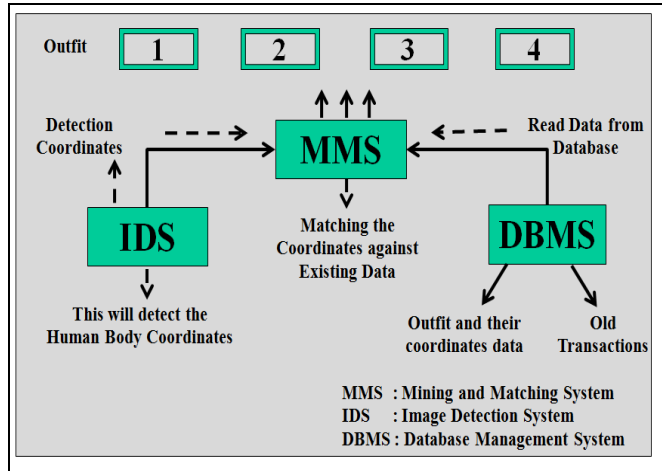 Outfit 1 2 3 4
Detection
Coordinates
MMS
Read Data from
Database
IDS
Matching the
Coordinates against
Existing Data
DBMS
This will detect the
Human Body Coordinates
Outfit and their
coordinates data
Old
Transactions
MMS : Mining and Matching System
IDS : Image Detection System
DBMS : Database Management System